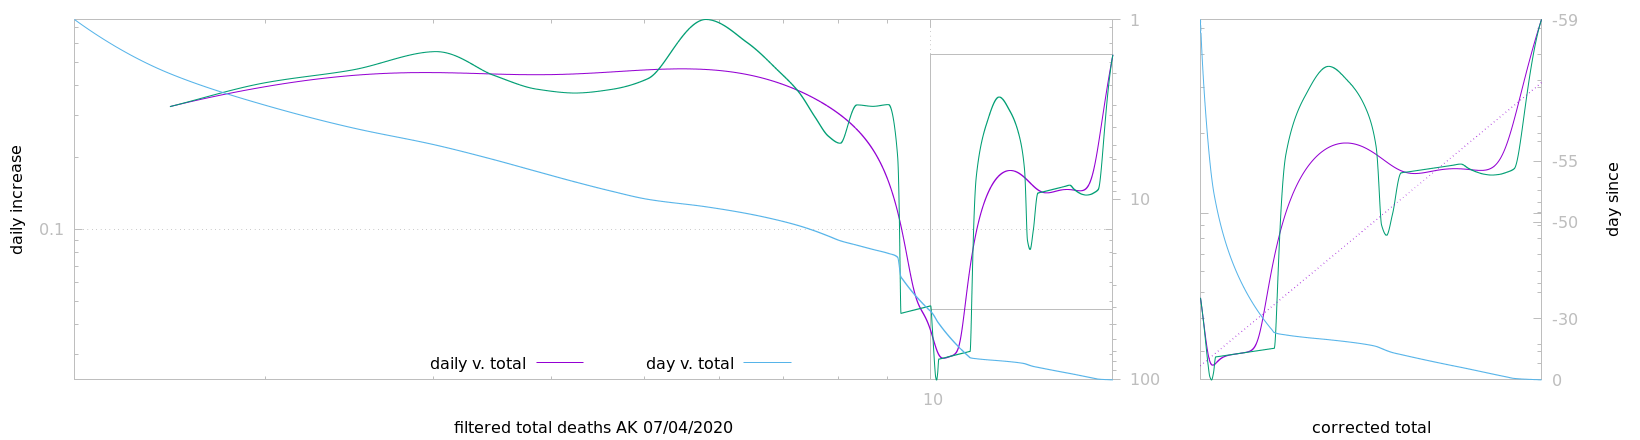 daily increase
0.1
daily v. total
day v. total
10
filtered total deaths AK 07/04/2020
1
10
100
corrected total
-59
-55
-50
-30
0
day since